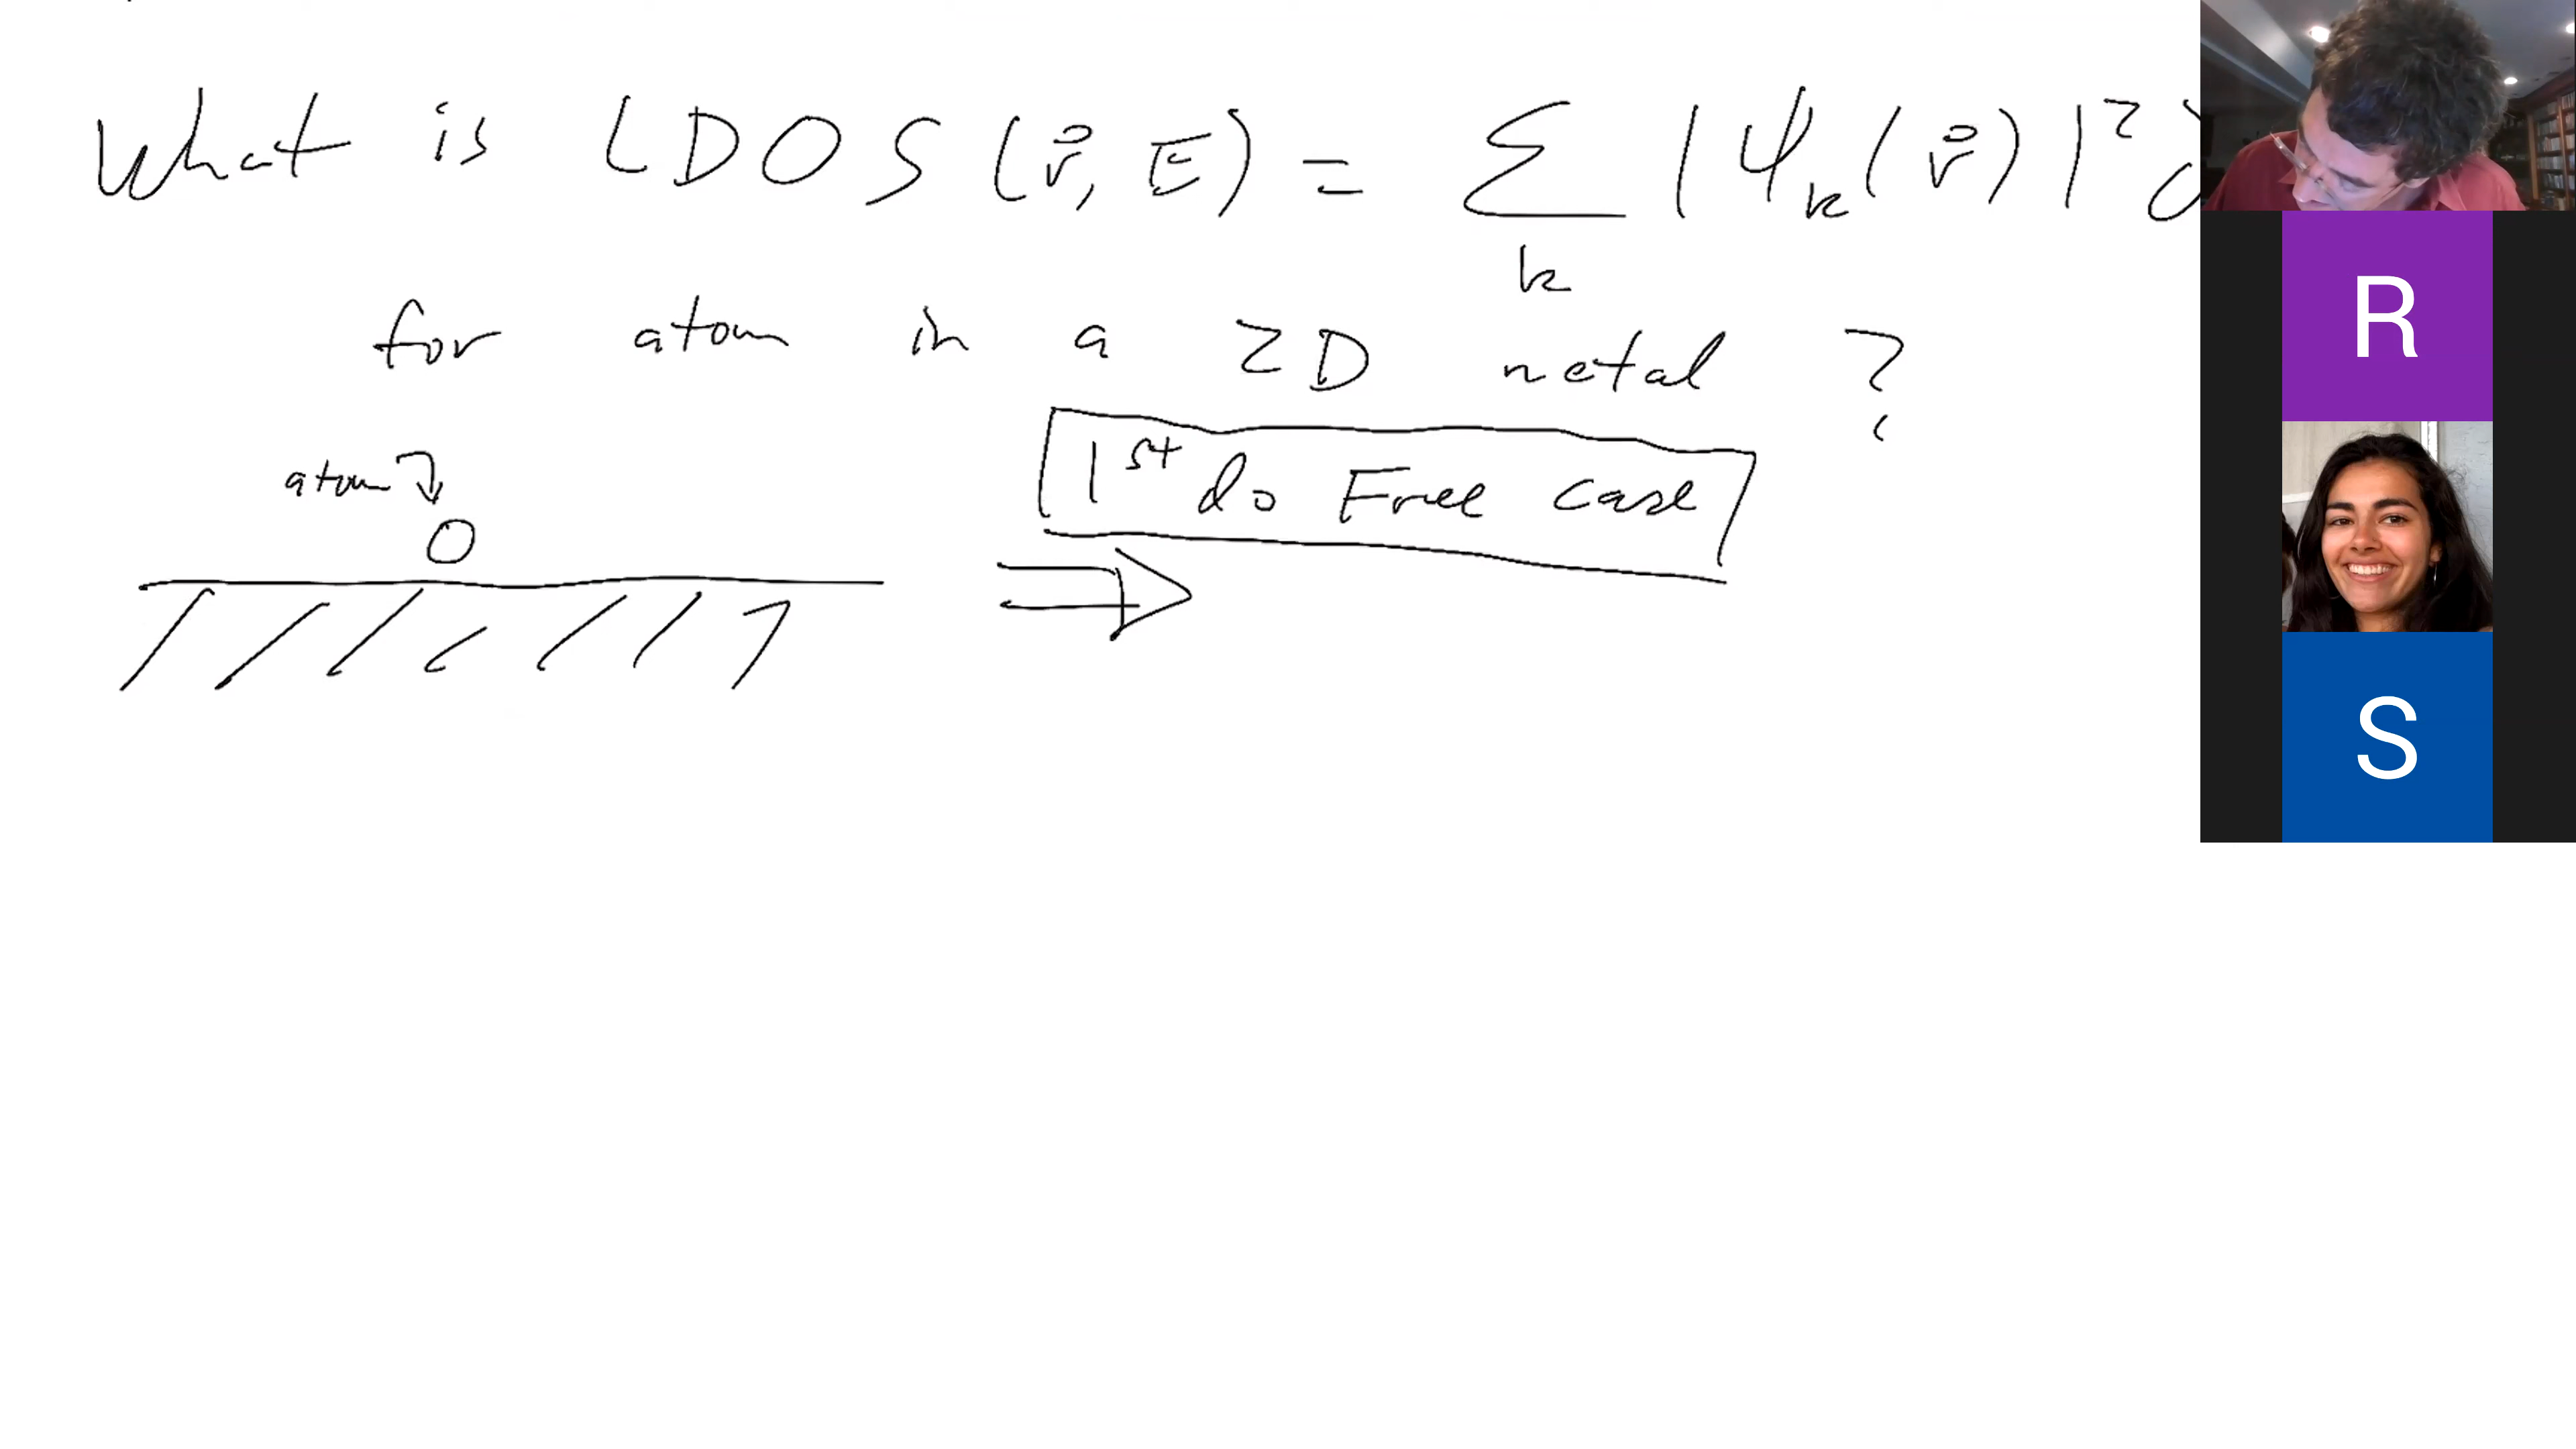 What is LDOS(r⃗, E) = Σ |ψₖ(r⃗)|² δ
k
for atom in a 2D metal ?
atom
1st do Free case
R
S